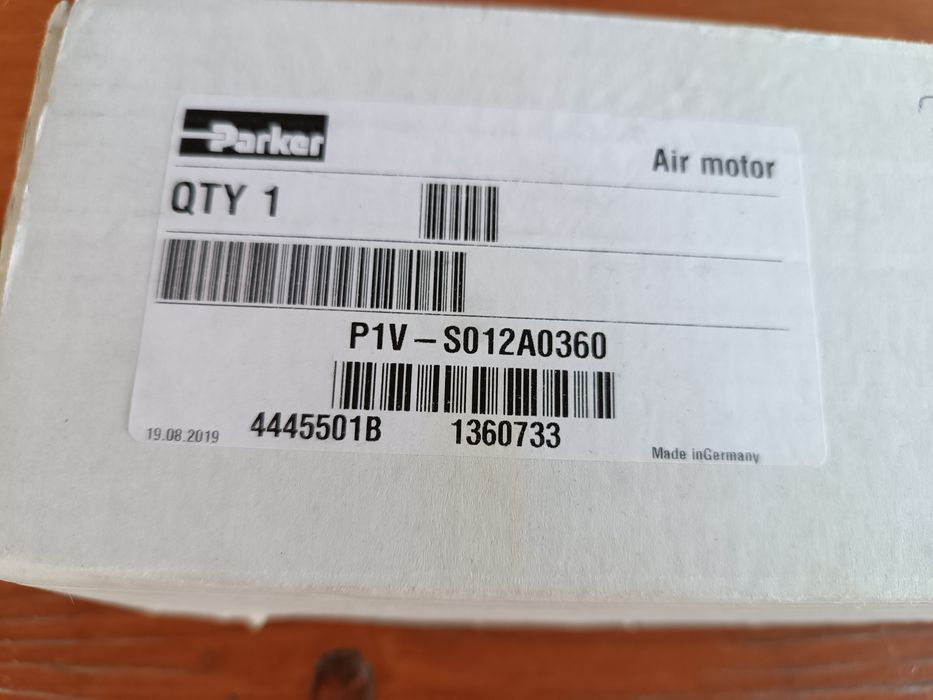 Parker
Air motor
QTY 1
P1V – S012A0360
4445501B 1360733
19.08.2019
Made inGermany